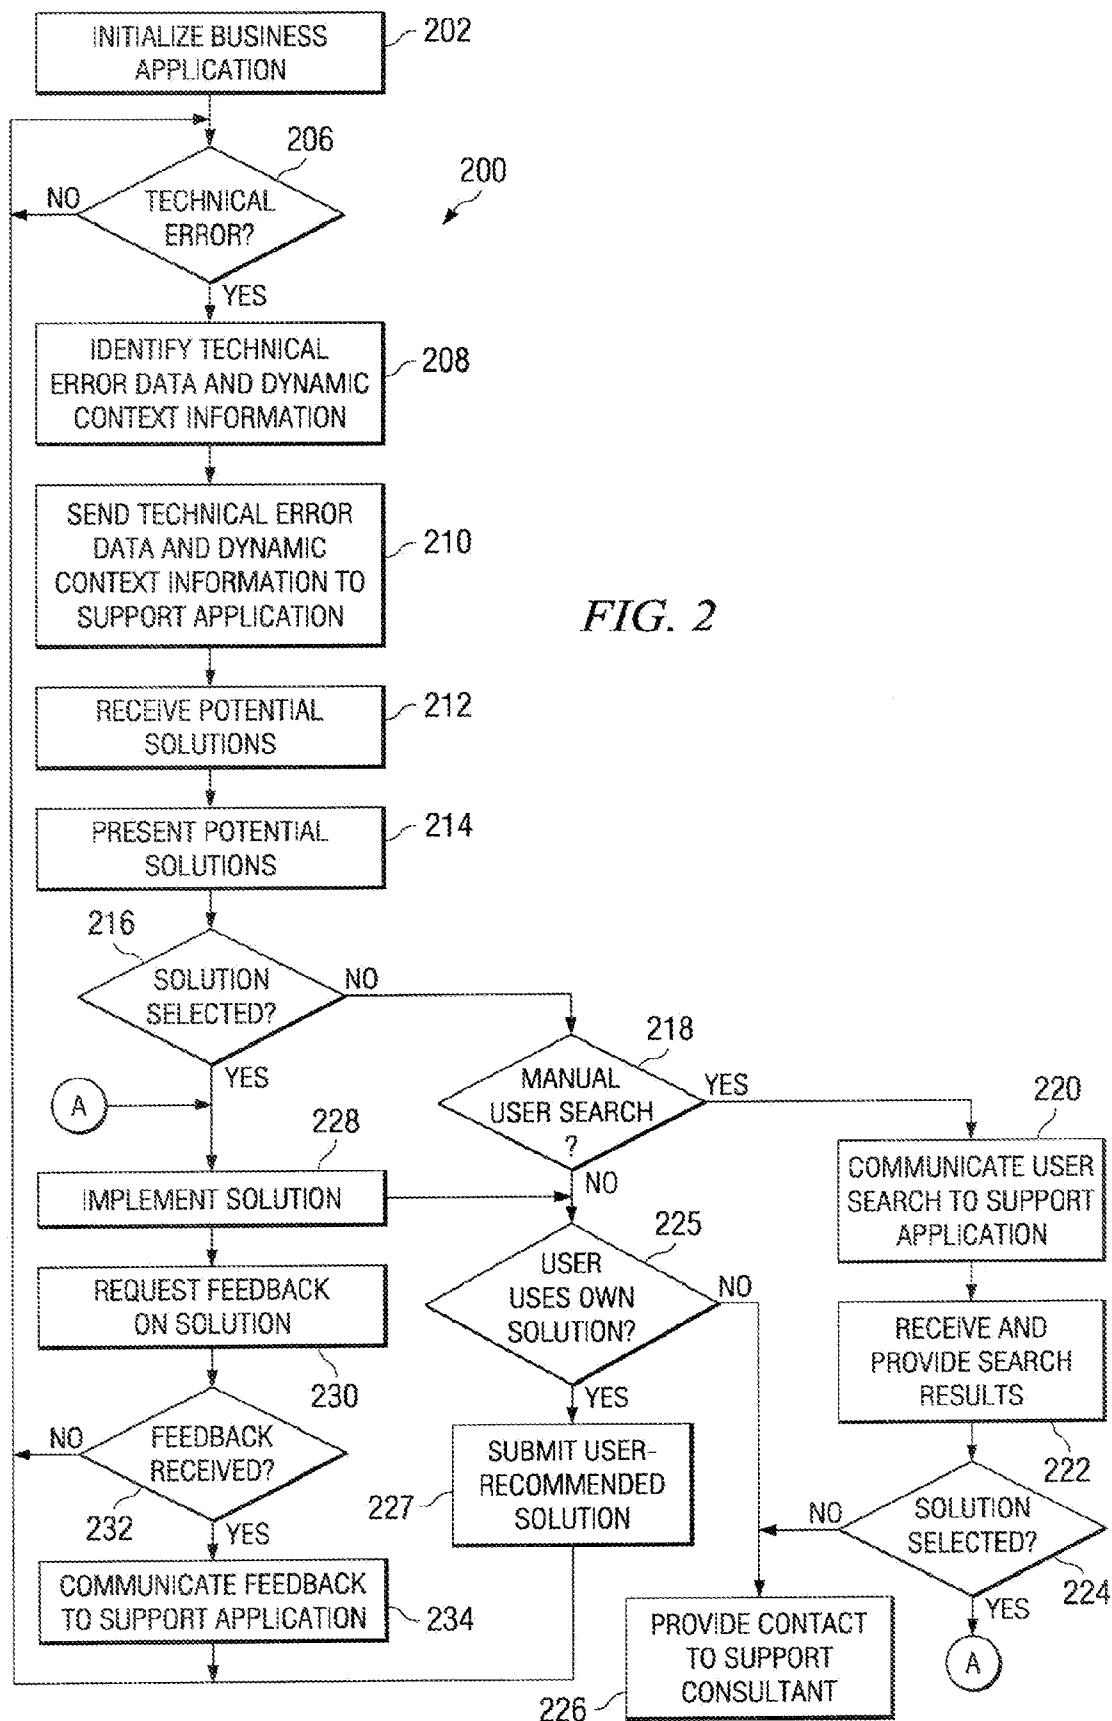 INITIALIZE BUSINESS
APPLICATION
202
206
TECHNICAL
ERROR?
NO
YES
200
IDENTIFY TECHNICAL
ERROR DATA AND DYNAMIC
CONTEXT INFORMATION
208
SEND TECHNICAL ERROR
DATA AND DYNAMIC
CONTEXT INFORMATION TO
SUPPORT APPLICATION
210
FIG. 2
RECEIVE POTENTIAL
SOLUTIONS
212
PRESENT POTENTIAL
SOLUTIONS
214
216
SOLUTION
SELECTED?
NO
YES
A
218
MANUAL
USER SEARCH
?
YES
NO
220
COMMUNICATE USER
SEARCH TO SUPPORT
APPLICATION
228
IMPLEMENT SOLUTION
225
USER
USES OWN
SOLUTION?
NO
YES
REQUEST FEEDBACK
ON SOLUTION
230
RECEIVE AND
PROVIDE SEARCH
RESULTS
222
FEEDBACK
RECEIVED?
NO
232
YES
SUBMIT USER-
RECOMMENDED
SOLUTION
227
SOLUTION
SELECTED?
NO
224
YES
A
COMMUNICATE FEEDBACK
TO SUPPORT APPLICATION
234
PROVIDE CONTACT
TO SUPPORT
CONSULTANT
226